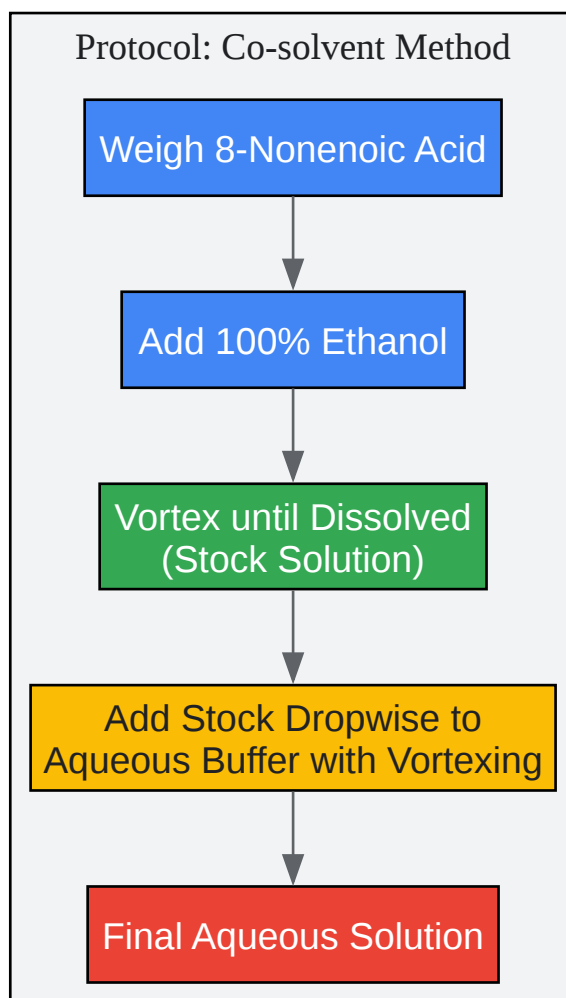 Protocol: Co-solvent Method
Weigh 8-Nonenoic Acid
Add 100% Ethanol
Vortex until Dissolved
(Stock Solution)
Add Stock Dropwise to
Aqueous Buffer with Vortexing
Final Aqueous Solution